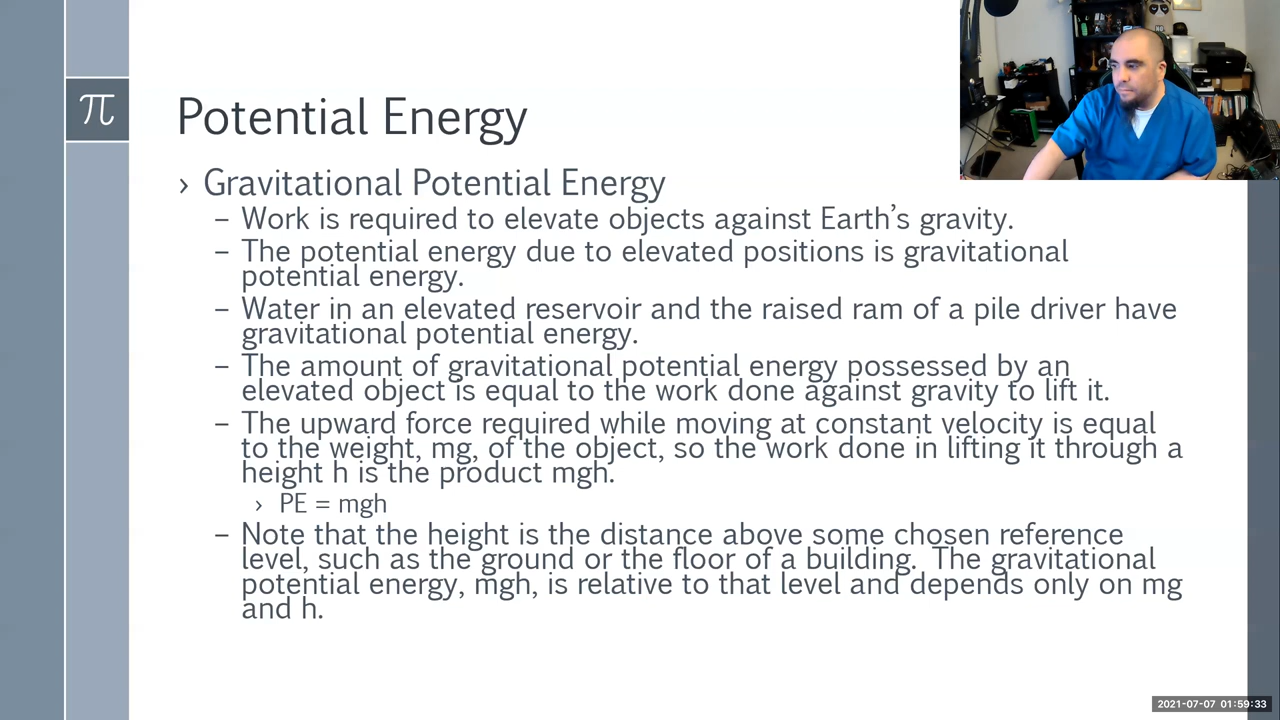 π
Potential Energy
› Gravitational Potential Energy
– Work is required to elevate objects against Earth’s gravity.
– The potential energy due to elevated positions is gravitational
potential energy.
– Water in an elevated reservoir and the raised ram of a pile driver have
gravitational potential energy.
– The amount of gravitational potential energy possessed by an
elevated object is equal to the work done against gravity to lift it.
– The upward force required while moving at constant velocity is equal
to the weight, mg, of the object, so the work done in lifting it through a
height h is the product mgh.
› PE = mgh
– Note that the height is the distance above some chosen reference
level, such as the ground or the floor of a building.  The gravitational
potential energy, mgh, is relative to that level and depends only on mg
and h.
2021-07-07 01:59:33